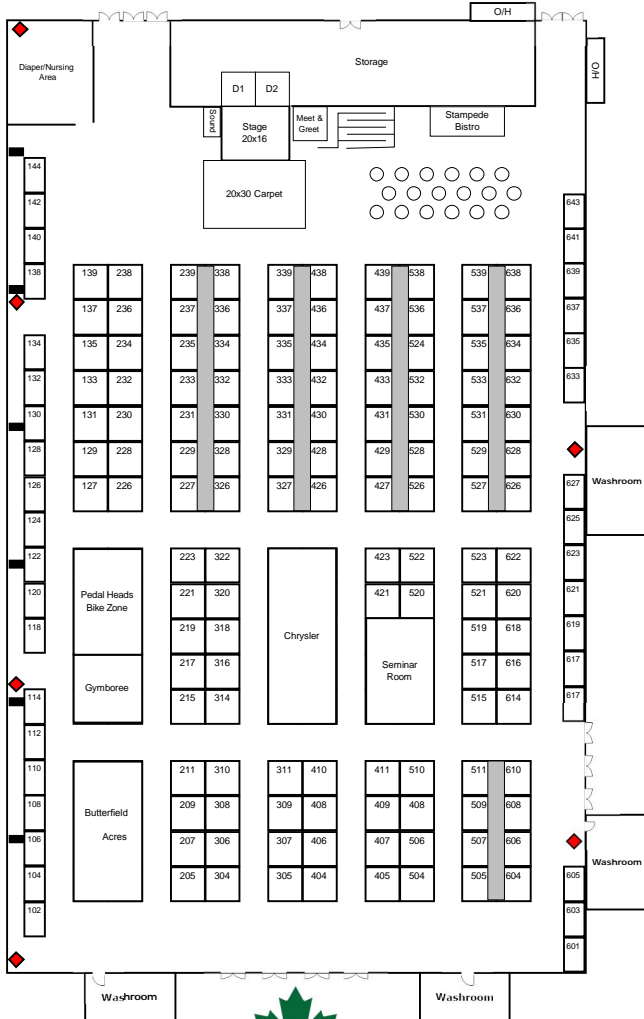 O/H
Diaper/Nursing
Area
Storage
O/H
D1 D2
Sound
Stage
20x16
Meet &
Greet
Stampede
Bistro
20x30 Carpet
144
142
643
140
641
138
139 238 239 338 339 438 439 538 539 638
639
137 236 237 336 337 436 437 536 537 636
637
134
135 234 235 334 335 434 435 524 535 634
635
132
133 232 233 332 333 432 433 532 533 632
633
130
131 230 231 330 331 430 431 530 531 630
128
129 228 229 328 329 428 429 528 529 628
Washroom
126
127 226 227 326 327 426 427 526 527 626
627
124
625
122
223 322 423 522 523 622
623
Pedal Heads
Bike Zone
120
221 320 421 520 521 620
621
118
219 318 519 618
619
Chrysler
Seminar
Room
217 316 517 616
617
Gymboree
114
215 314 515 614
617
112
110
211 310 311 410 411 510 511 610
108
209 308 309 408 409 408 509 608
Butterfield
Acres
106
207 306 307 406 407 506 507 606
Washroom
104
205 304 305 404 405 504 505 604
605
102
603
601
Washroom
Washroom